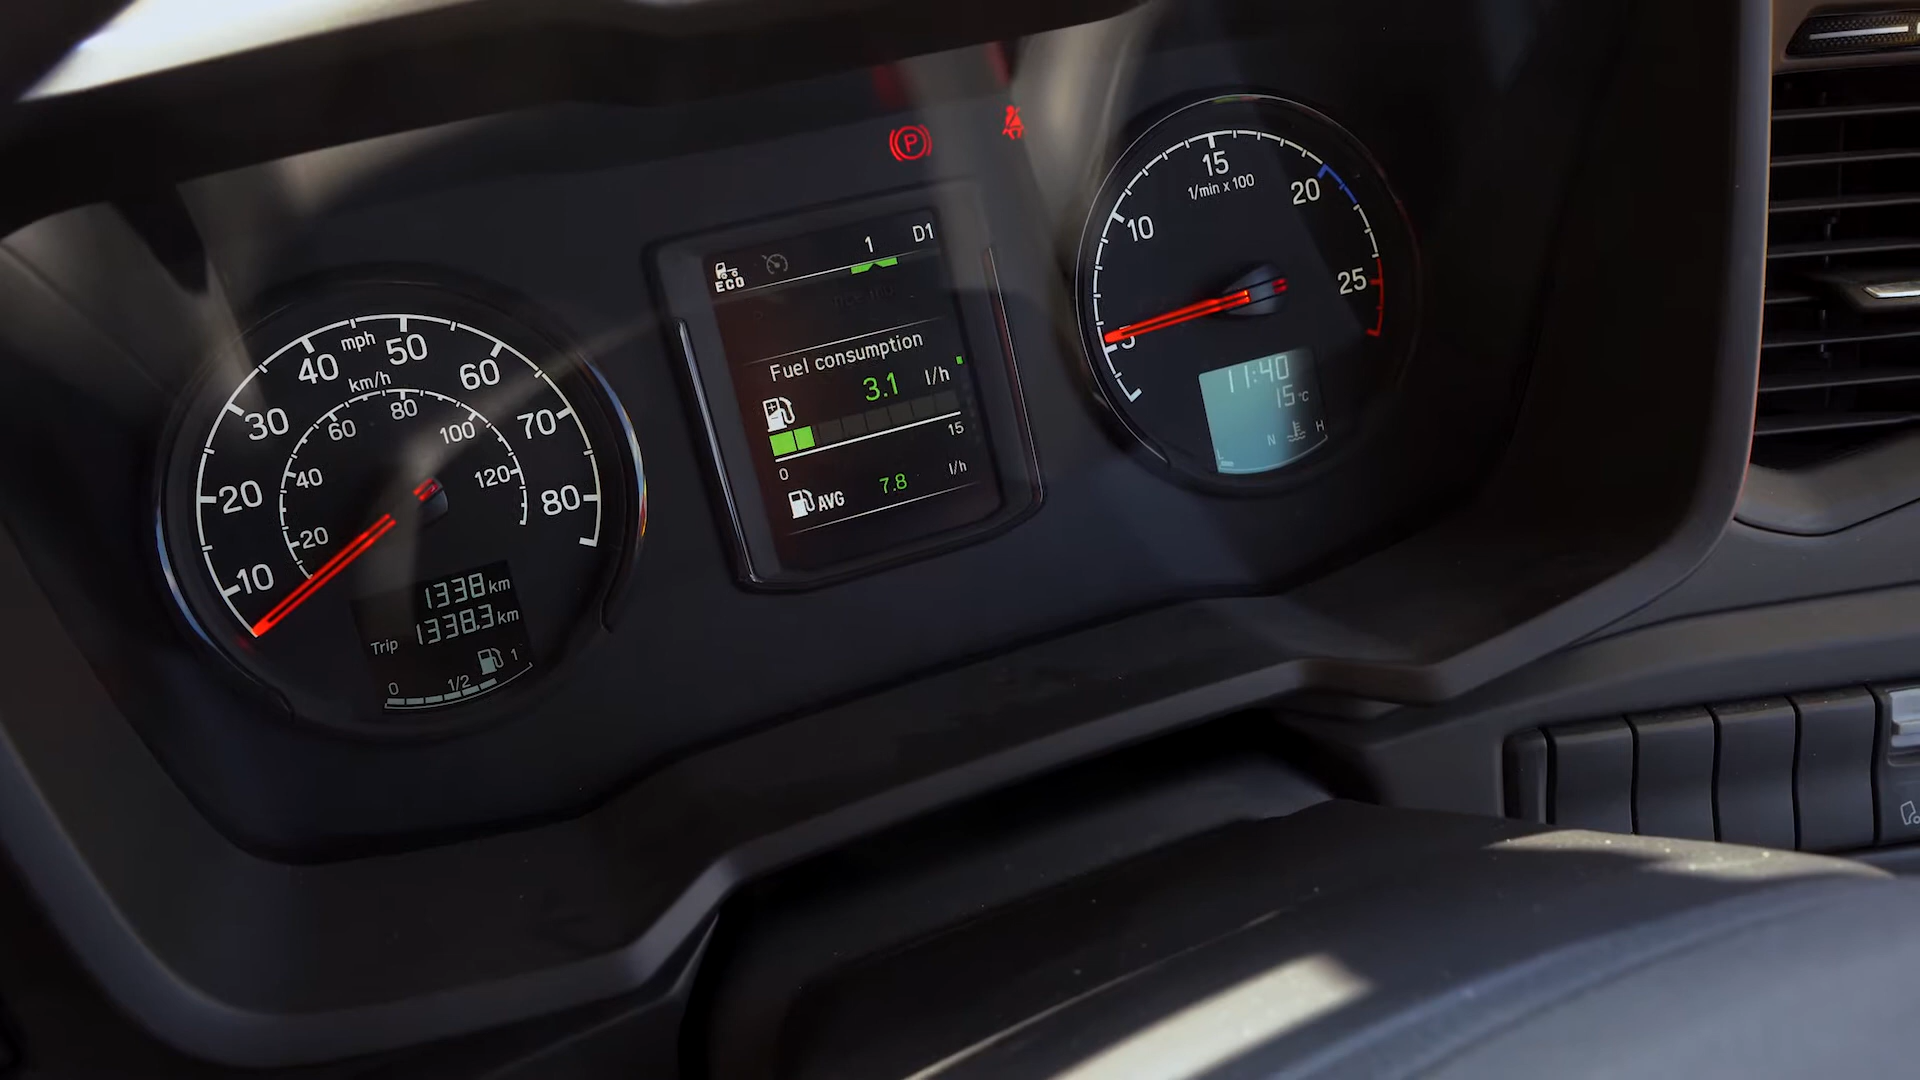 mph
km/h
10
20
30
40
50
60
70
80
20
40
60
80
100
120
1338 km
Trip 1338.3 km
0 1/2 1
ECO
1 D1
Fuel consumption
3.1 l/h
0 15
AVG 7.8 l/h
P
5
10
15
20
25
1/min x 100
11:40
15°C
L N H